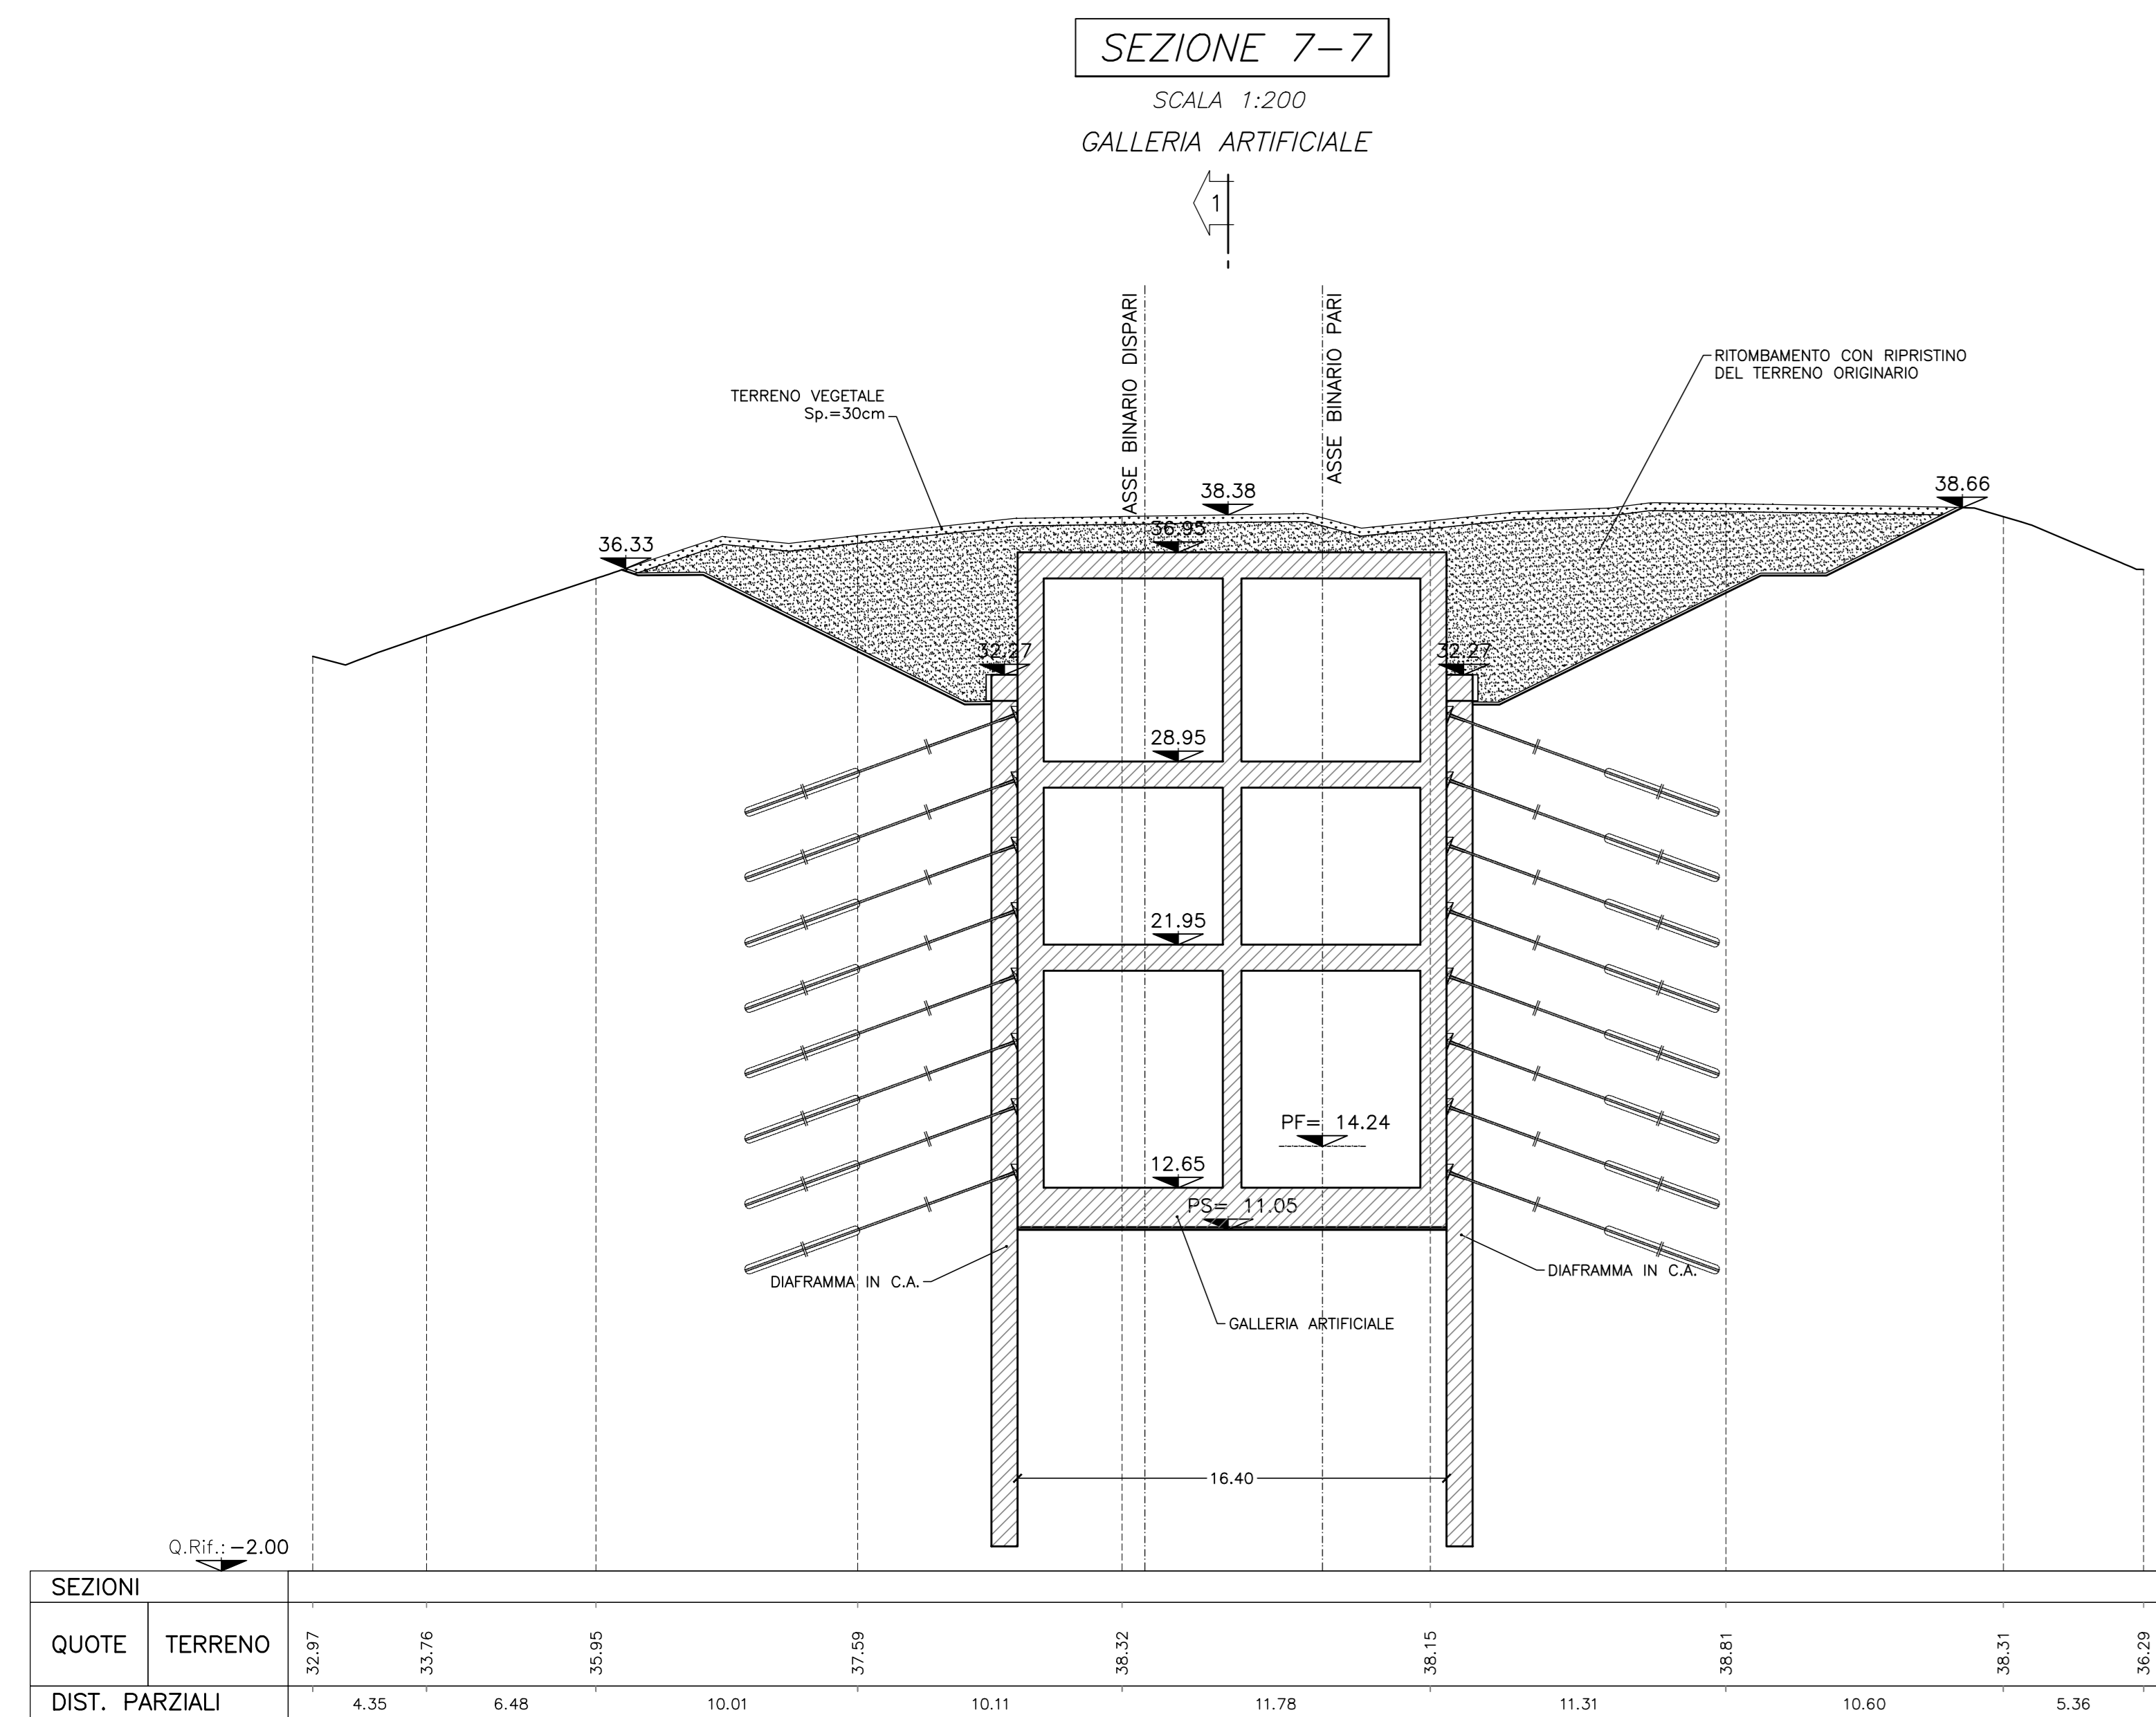 SEZIONE 7-7
SCALA 1:200
GALLERIA ARTIFICIALE
1
ASSE BINARIO DISPARI
ASSE BINARIO PARI
RITOMBAMENTO CON RIPRISTINO
DEL TERRENO ORIGINARIO
TERRENO VEGETALE
Sp.=30cm
38.38
38.66
36.95
36.33
32.27
32.27
28.95
21.95
PF= 14.24
12.65
PS= 11.05
DIAFRAMMA IN C.A.
DIAFRAMMA IN C.A.
GALLERIA ARTIFICIALE
16.40
Q.Rif.: -2.00
SEZIONI
QUOTE TERRENO 32.97 33.76 35.95 37.59 38.32 38.15 38.81 38.31 36.29
DIST. PARZIALI 4.35 6.48 10.01 10.11 11.78 11.31 10.60 5.36